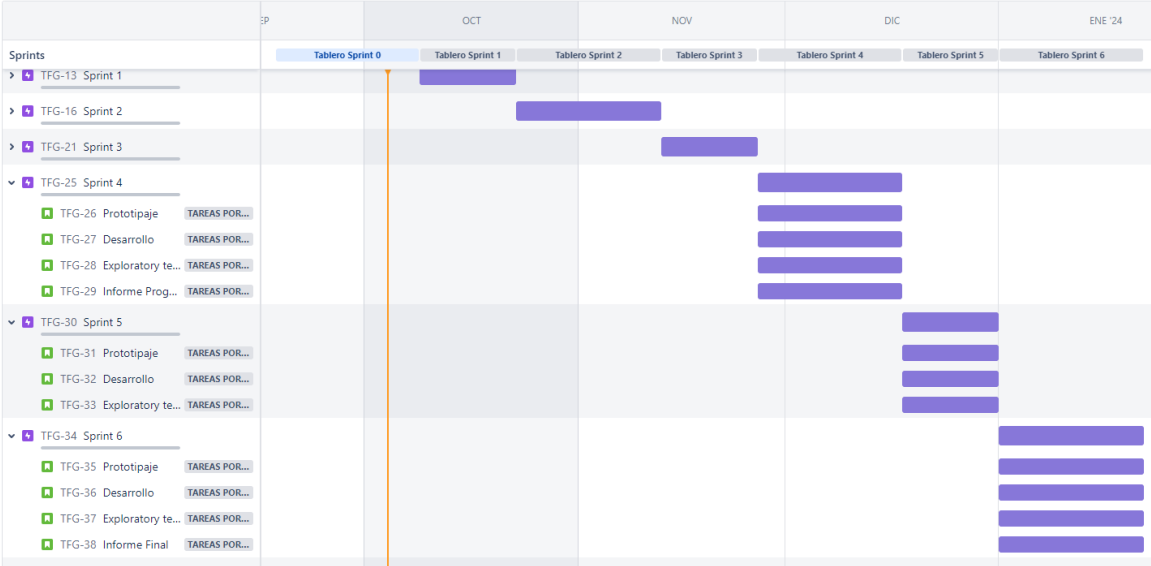 EP OCT NOV DIC ENE '24
Sprints Tablero Sprint 0 Tablero Sprint 1 Tablero Sprint 2 Tablero Sprint 3 Tablero Sprint 4 Tablero Sprint 5 Tablero Sprint 6
TFG-13 Sprint 1
TFG-16 Sprint 2
TFG-21 Sprint 3
TFG-25 Sprint 4
TFG-26 Prototipaje TAREAS POR...
TFG-27 Desarrollo TAREAS POR...
TFG-28 Exploratory te... TAREAS POR...
TFG-29 Informe Prog... TAREAS POR...
TFG-30 Sprint 5
TFG-31 Prototipaje TAREAS POR...
TFG-32 Desarrollo TAREAS POR...
TFG-33 Exploratory te... TAREAS POR...
TFG-34 Sprint 6
TFG-35 Prototipaje TAREAS POR...
TFG-36 Desarrollo TAREAS POR...
TFG-37 Exploratory te... TAREAS POR...
TFG-38 Informe Final TAREAS POR...